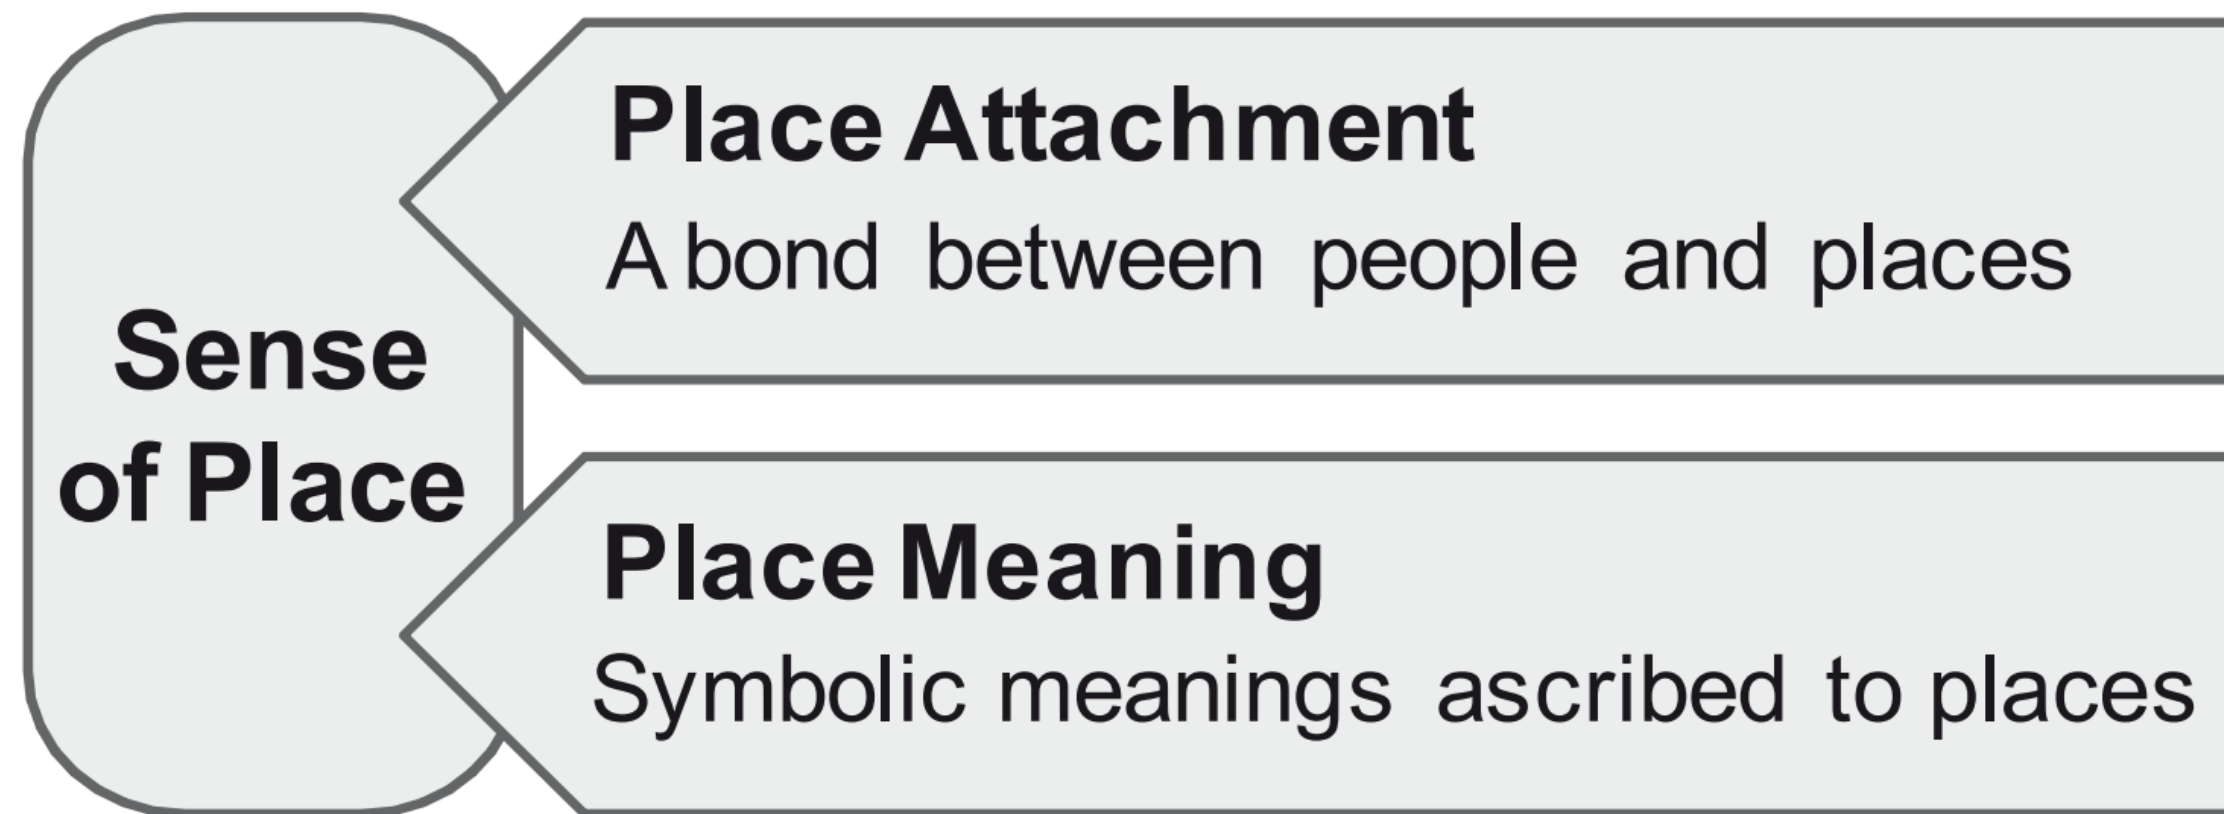 Sense
of Place
Place Attachment
A bond between people and places
Place Meaning
Symbolic meanings ascribed to places